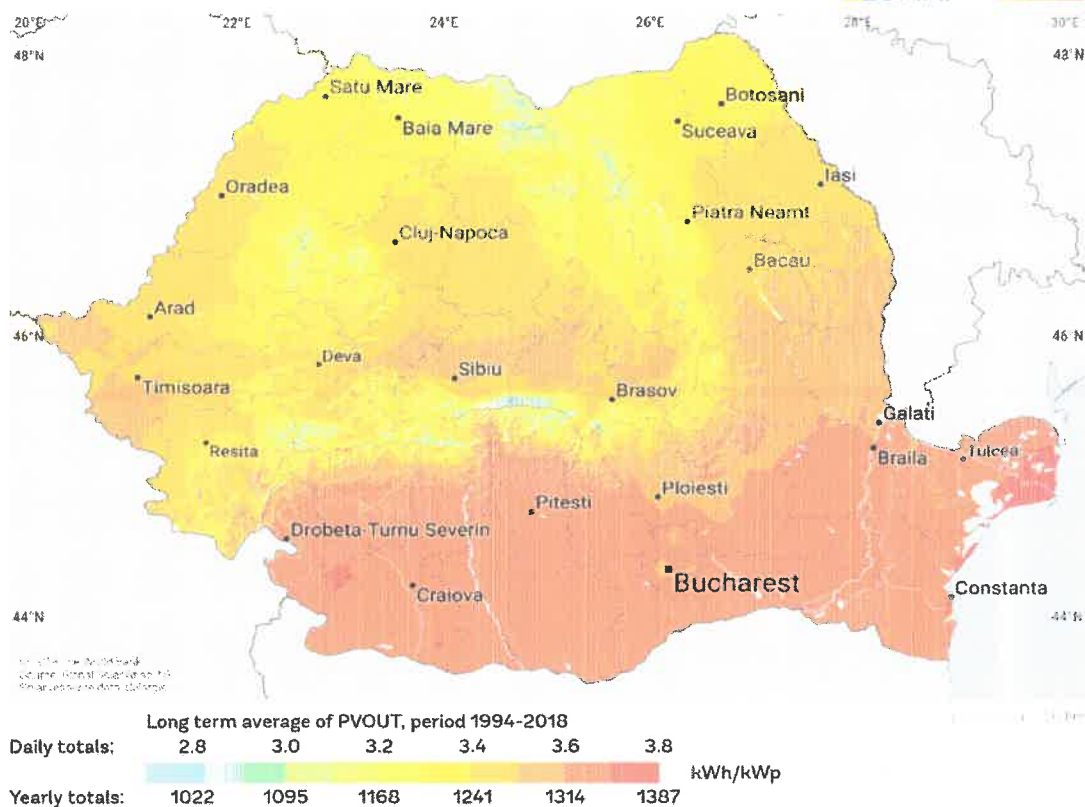 20°E 22°E 24°E 26°E 28°E 30°E
48°N 48°N
Satu Mare
Botosani
Baia Mare
Suceava
Iasi
Oradea
Piatra Neamt
Cluj-Napoca
Bacau
Arad
46°N 46°N
Deva
Timisoara
Sibiu
Brasov
Galati
Resita
Braila
Tulcea
Ploiesti
Pitesti
Drobeta-Turnu Severin
Bucharest
Craiova
Constanta
44°N 44°N
Long term average of PVOUT, period 1994-2018
Daily totals: 2.8 3.0 3.2 3.4 3.6 3.8
kWh/kWp
Yearly totals: 1022 1095 1168 1241 1314 1387